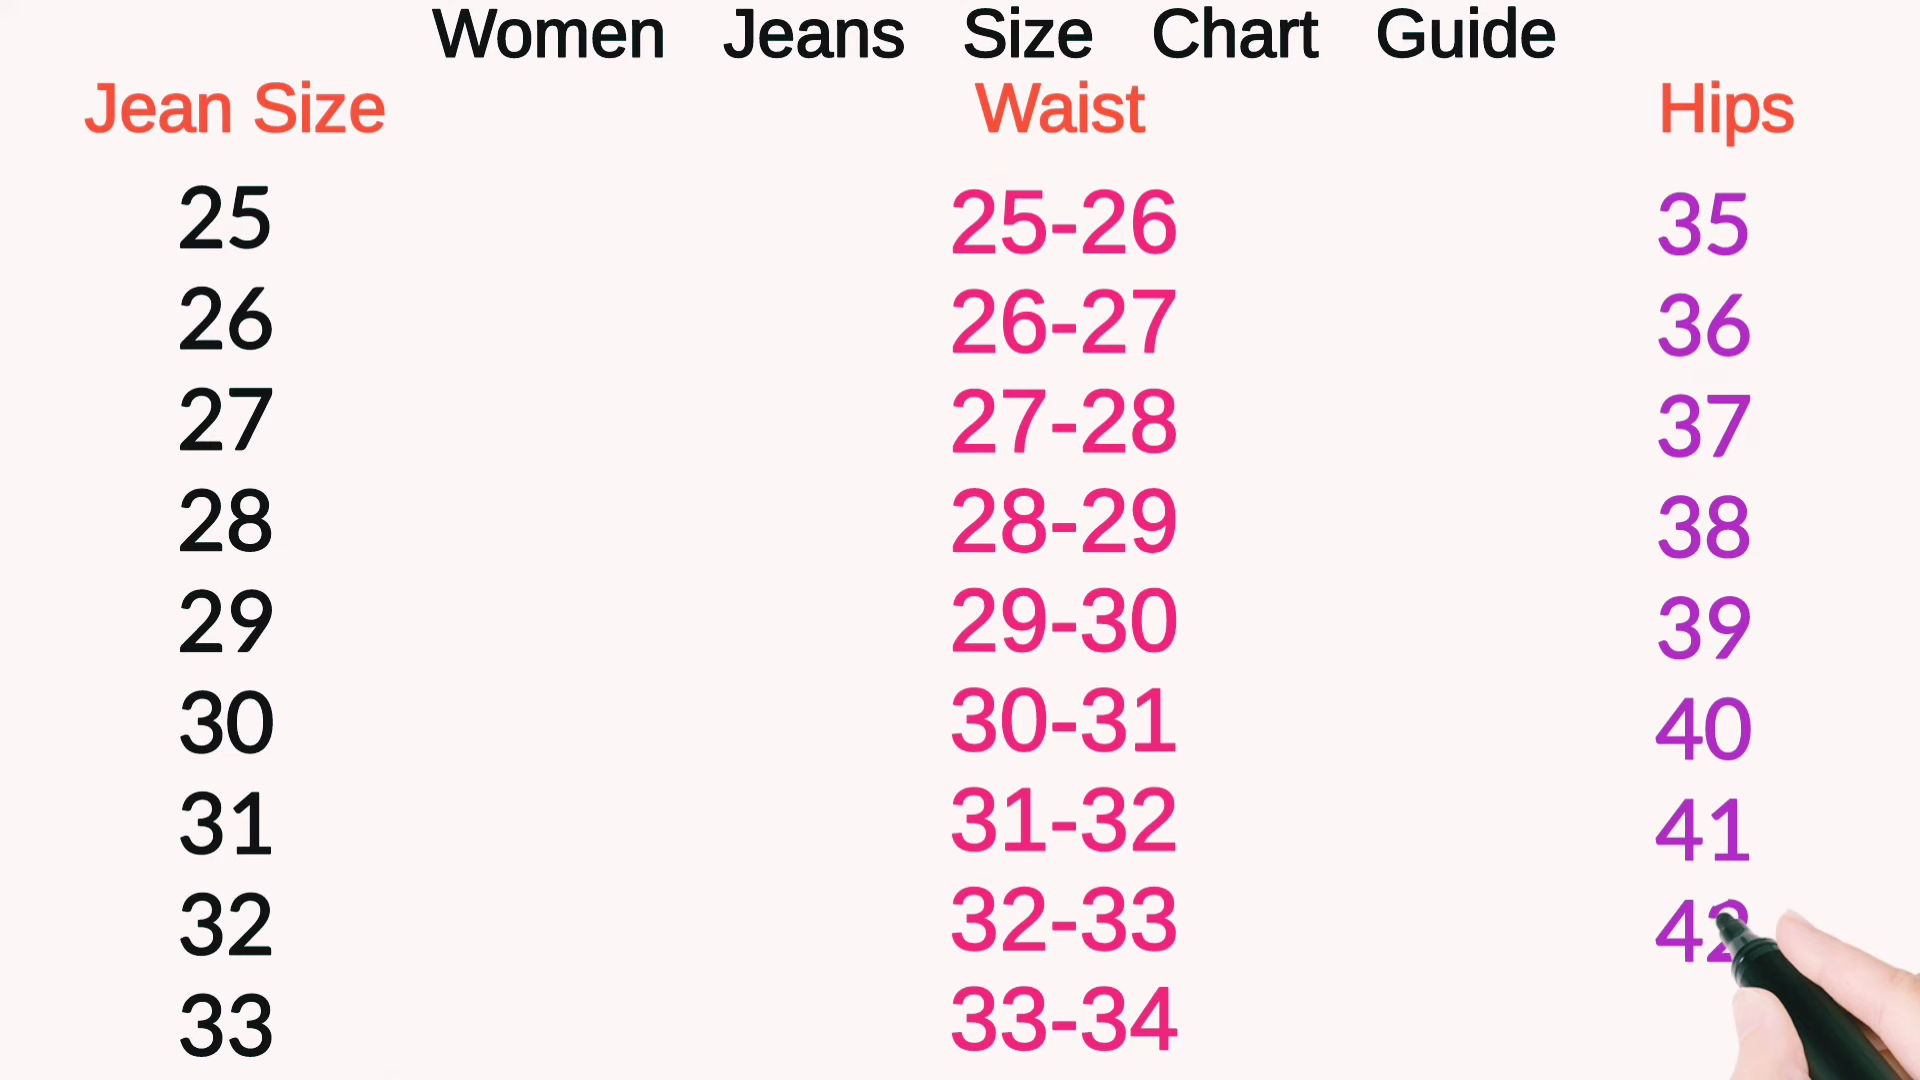 Women Jeans Size Chart Guide
Jean Size Waist Hips
25 25-26 35
26 26-27 36
27 27-28 37
28 28-29 38
29 29-30 39
30 30-31 40
31 31-32 41
32 32-33 42
33 33-34